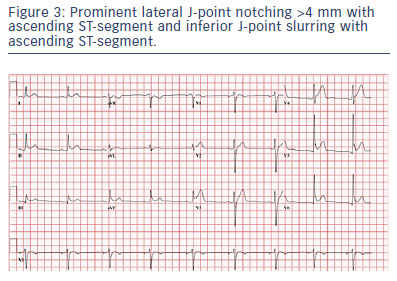 Figure 3: Prominent lateral J-point notching >4 mm with
ascending ST-segment and inferior J-point slurring with
ascending ST-segment.
I aVR V1 V4
II aVL V2 V5
III aVF V3 V6
V1